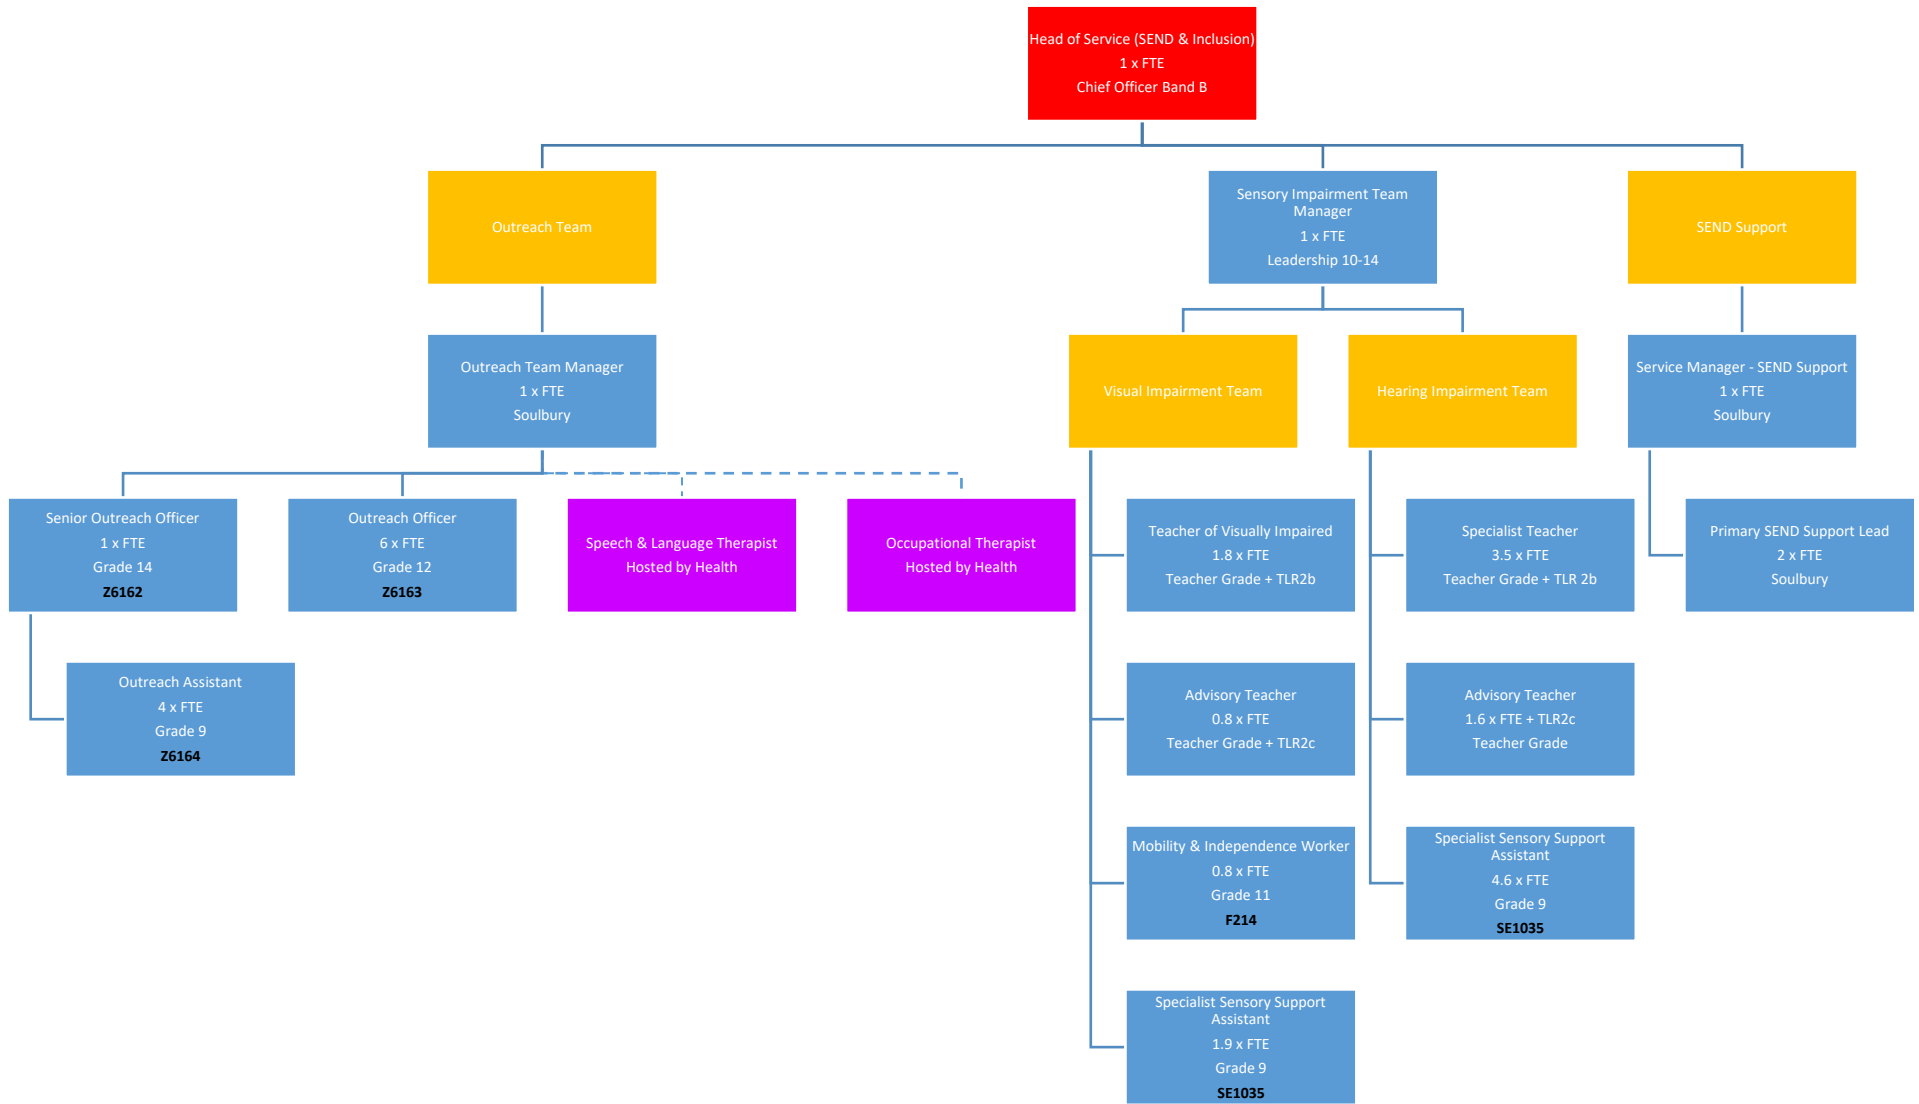 Head of Service (SEND & Inclusion)
1 x FTE
Chief Officer Band B
Outreach Team
Sensory Impairment Team
Manager
1 x FTE
Leadership 10-14
SEND Support
Outreach Team Manager
1 x FTE
Soulbury
Visual Impairment Team
Hearing Impairment Team
Service Manager - SEND Support
1 x FTE
Soulbury
Senior Outreach Officer
1 x FTE
Grade 14
Z6162
Outreach Officer
6 x FTE
Grade 12
Z6163
Speech & Language Therapist
Hosted by Health
Occupational Therapist
Hosted by Health
Teacher of Visually Impaired
1.8 x FTE
Teacher Grade + TLR2b
Specialist Teacher
3.5 x FTE
Teacher Grade + TLR 2b
Primary SEND Support Lead
2 x FTE
Soulbury
Outreach Assistant
4 x FTE
Grade 9
Z6164
Advisory Teacher
0.8 x FTE
Teacher Grade + TLR2c
Advisory Teacher
1.6 x FTE + TLR2c
Teacher Grade
Mobility & Independence Worker
0.8 x FTE
Grade 11
F214
Specialist Sensory Support
Assistant
4.6 x FTE
Grade 9
SE1035
Specialist Sensory Support
Assistant
1.9 x FTE
Grade 9
SE1035